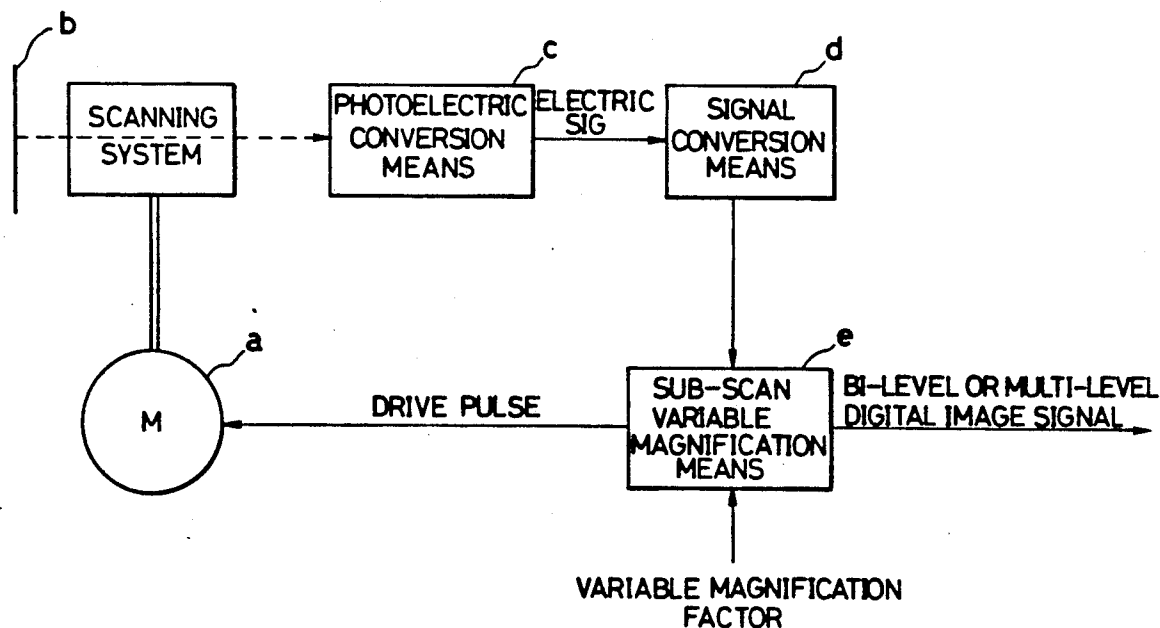 b
SCANNING
SYSTEM
c
PHOTOELECTRIC
CONVERSION
MEANS
ELECTRIC
SIG
d
SIGNAL
CONVERSION
MEANS
a
M
DRIVE PULSE
e
SUB-SCAN
VARIABLE
MAGNIFICATION
MEANS
BI-LEVEL OR MULTI-LEVEL
DIGITAL IMAGE SIGNAL
VARIABLE MAGNIFICATION
FACTOR